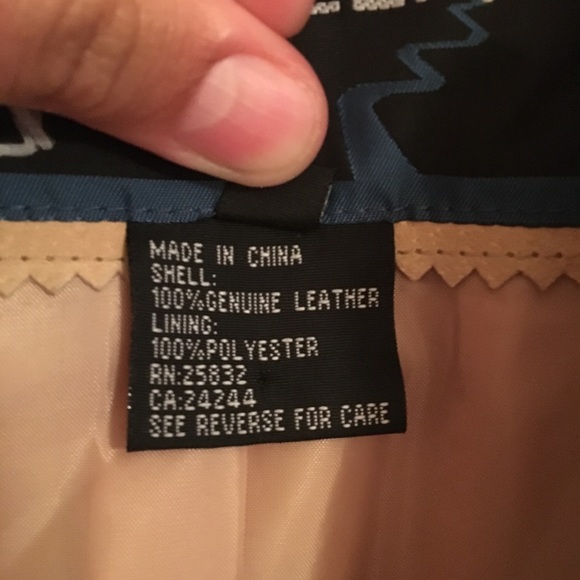 MADE IN CHINA
SHELL:
100%GENUINE LEATHER
LINING:
100%POLYESTER
RN:25832
CA:24244
SEE REVERSE FOR CARE